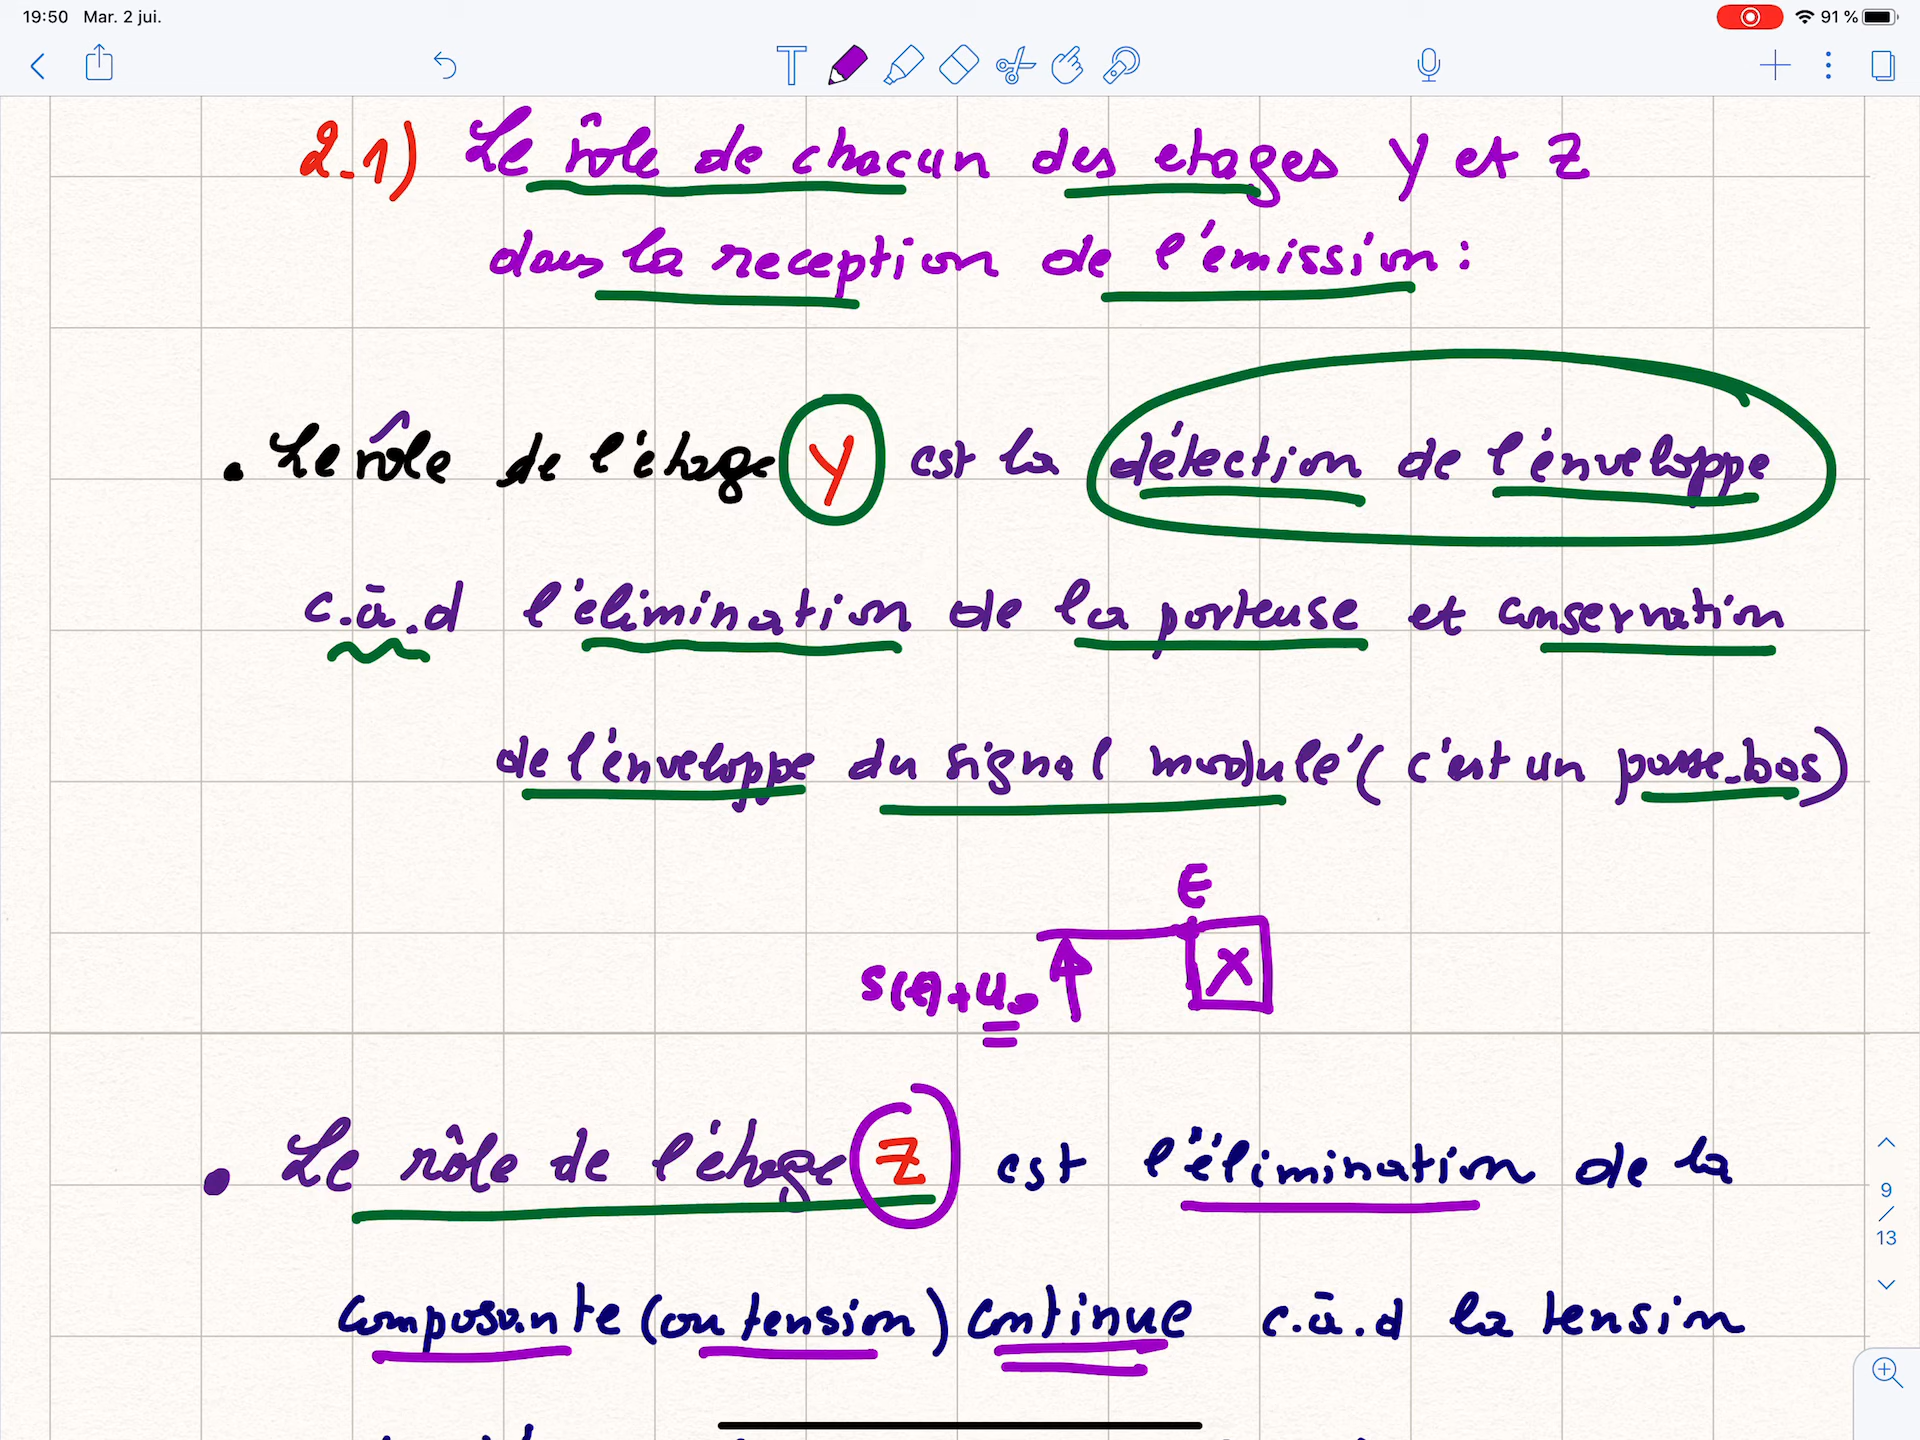 19:50 Mar. 2 jui. 91 %
2-1) Le rôle de chacun des etages Y et Z
dans la reception de l'émission :
. Le rôle de l'étage Y est la détection de l'énveloppe
c.à.d l'élimination de la porteuse et conservation
de l'énveloppe du signal modulé (c'est un passe-bas)
E
X
s(t)+U₀
. Le rôle de l'étage Z est l'élimination de la
9
/
13
composante (ou tension) continue c.à.d la tension